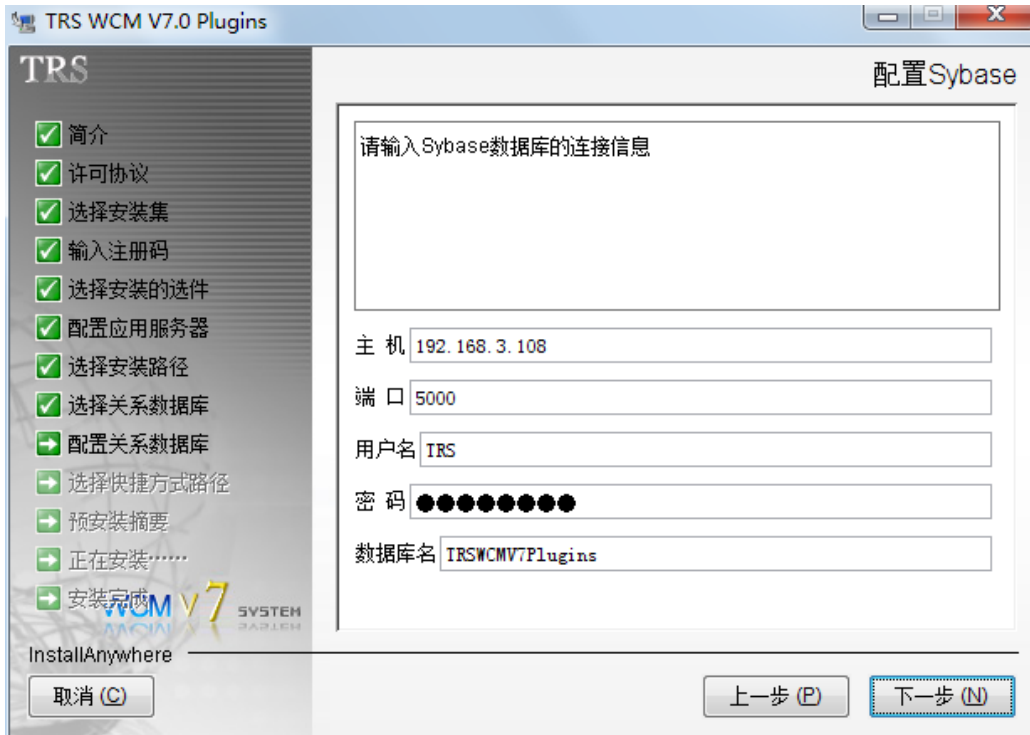 TRS WCM V7.0 Plugins
TRS
配置Sybase
简介
许可协议
选择安装集
输入注册码
选择安装的选件
配置应用服务器
选择安装路径
选择关系数据库
配置关系数据库
选择快捷方式路径
预安装摘要
正在安装……
安装完成
WCM V7 SYSTEM
请输入Sybase数据库的连接信息
主 机 192.168.3.108
端 口 5000
用户名 TRS
密 码 ●●●●●●●●
数据库名 TRSWCMV7Plugins
InstallAnywhere
取消(C)
上一步(P)
下一步(N)